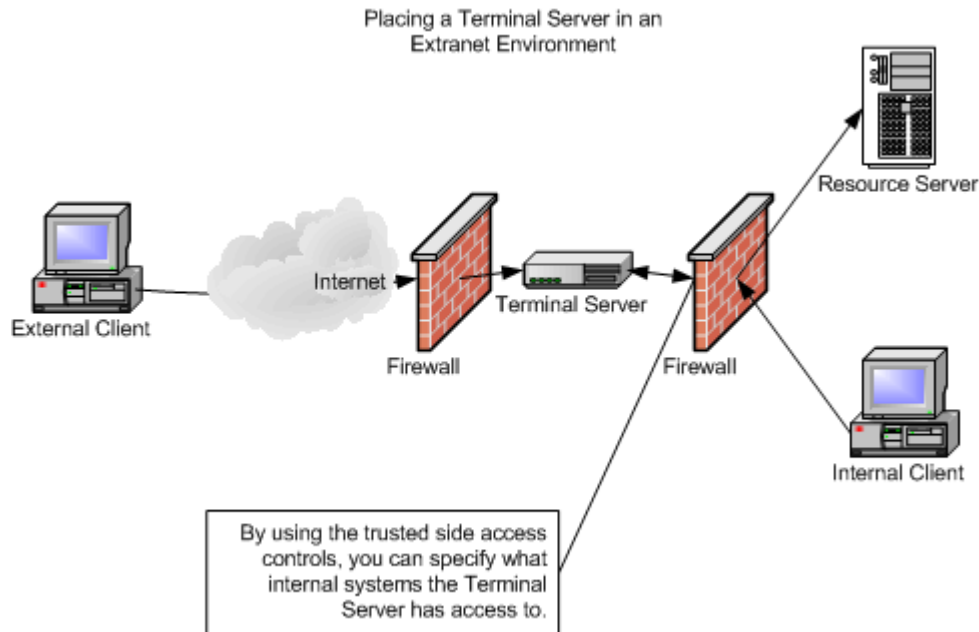 Placing a Terminal Server in an
Extranet Environment
Resource Server
Internet
Terminal Server
External Client
Firewall
Firewall
Internal Client
By using the trusted side access
controls, you can specify what
internal systems the Terminal
Server has access to.